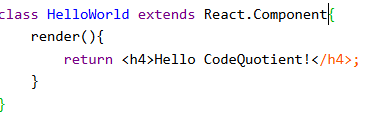 class HelloWorld extends React.Component{
    render(){
        return <h4>Hello CodeQuotient!</h4>;
    }
}